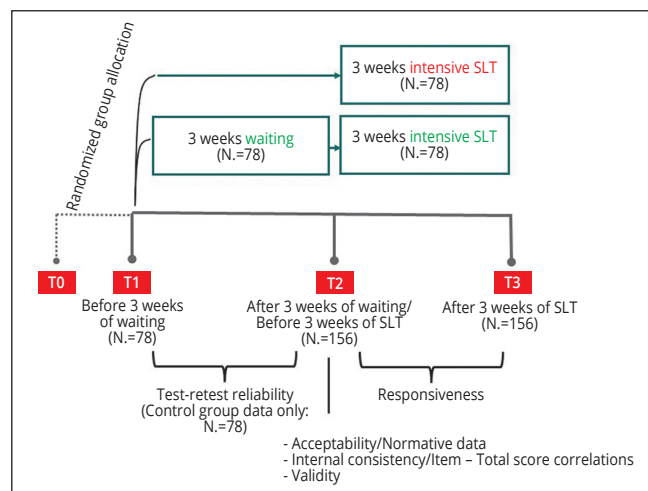 Randomized group allocation
3 weeks intensive SLT
(N.=78)
3 weeks waiting
(N.=78)
3 weeks intensive SLT
(N.=78)
T0
T1
T2
T3
Before 3 weeks
of waiting
(N.=78)
After 3 weeks of waiting/
Before 3 weeks of SLT
(N.=156)
After 3 weeks of SLT
(N.=156)
Test-retest reliability
(Control group data only:
N.=78)
Responsiveness
- Acceptability/Normative data
- Internal consistency/Item – Total score correlations
- Validity